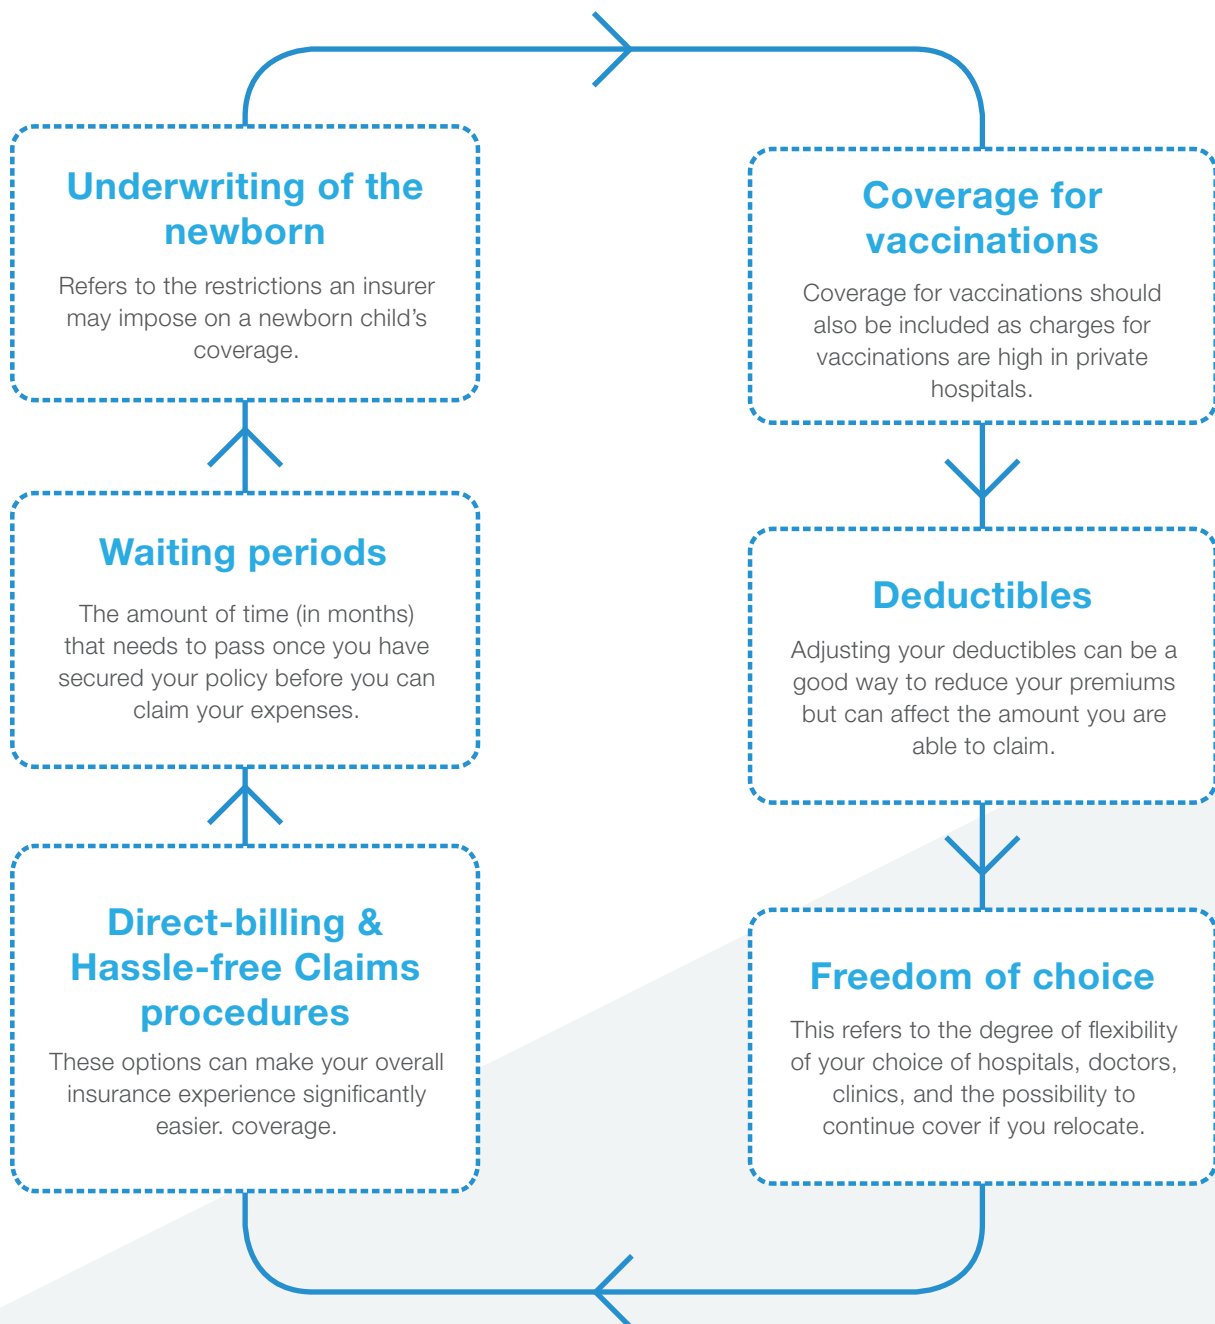 Underwriting of the
newborn
Refers to the restrictions an insurer
may impose on a newborn child’s
coverage.
Coverage for
vaccinations
Coverage for vaccinations should
also be included as charges for
vaccinations are high in private
hospitals.
Waiting periods
The amount of time (in months)
that needs to pass once you have
secured your policy before you can
claim your expenses.
Deductibles
Adjusting your deductibles can be a
good way to reduce your premiums
but can affect the amount you are
able to claim.
Direct-billing &
Hassle-free Claims
procedures
These options can make your overall
insurance experience significantly
easier. coverage.
Freedom of choice
This refers to the degree of flexibility
of your choice of hospitals, doctors,
clinics, and the possibility to
continue cover if you relocate.